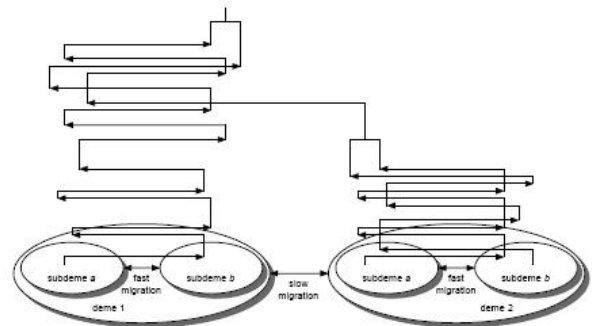 subdeme a
fast
migration
subdeme b
deme 1
slow
migration
subdeme a
fast
migration
subdeme b
deme 2